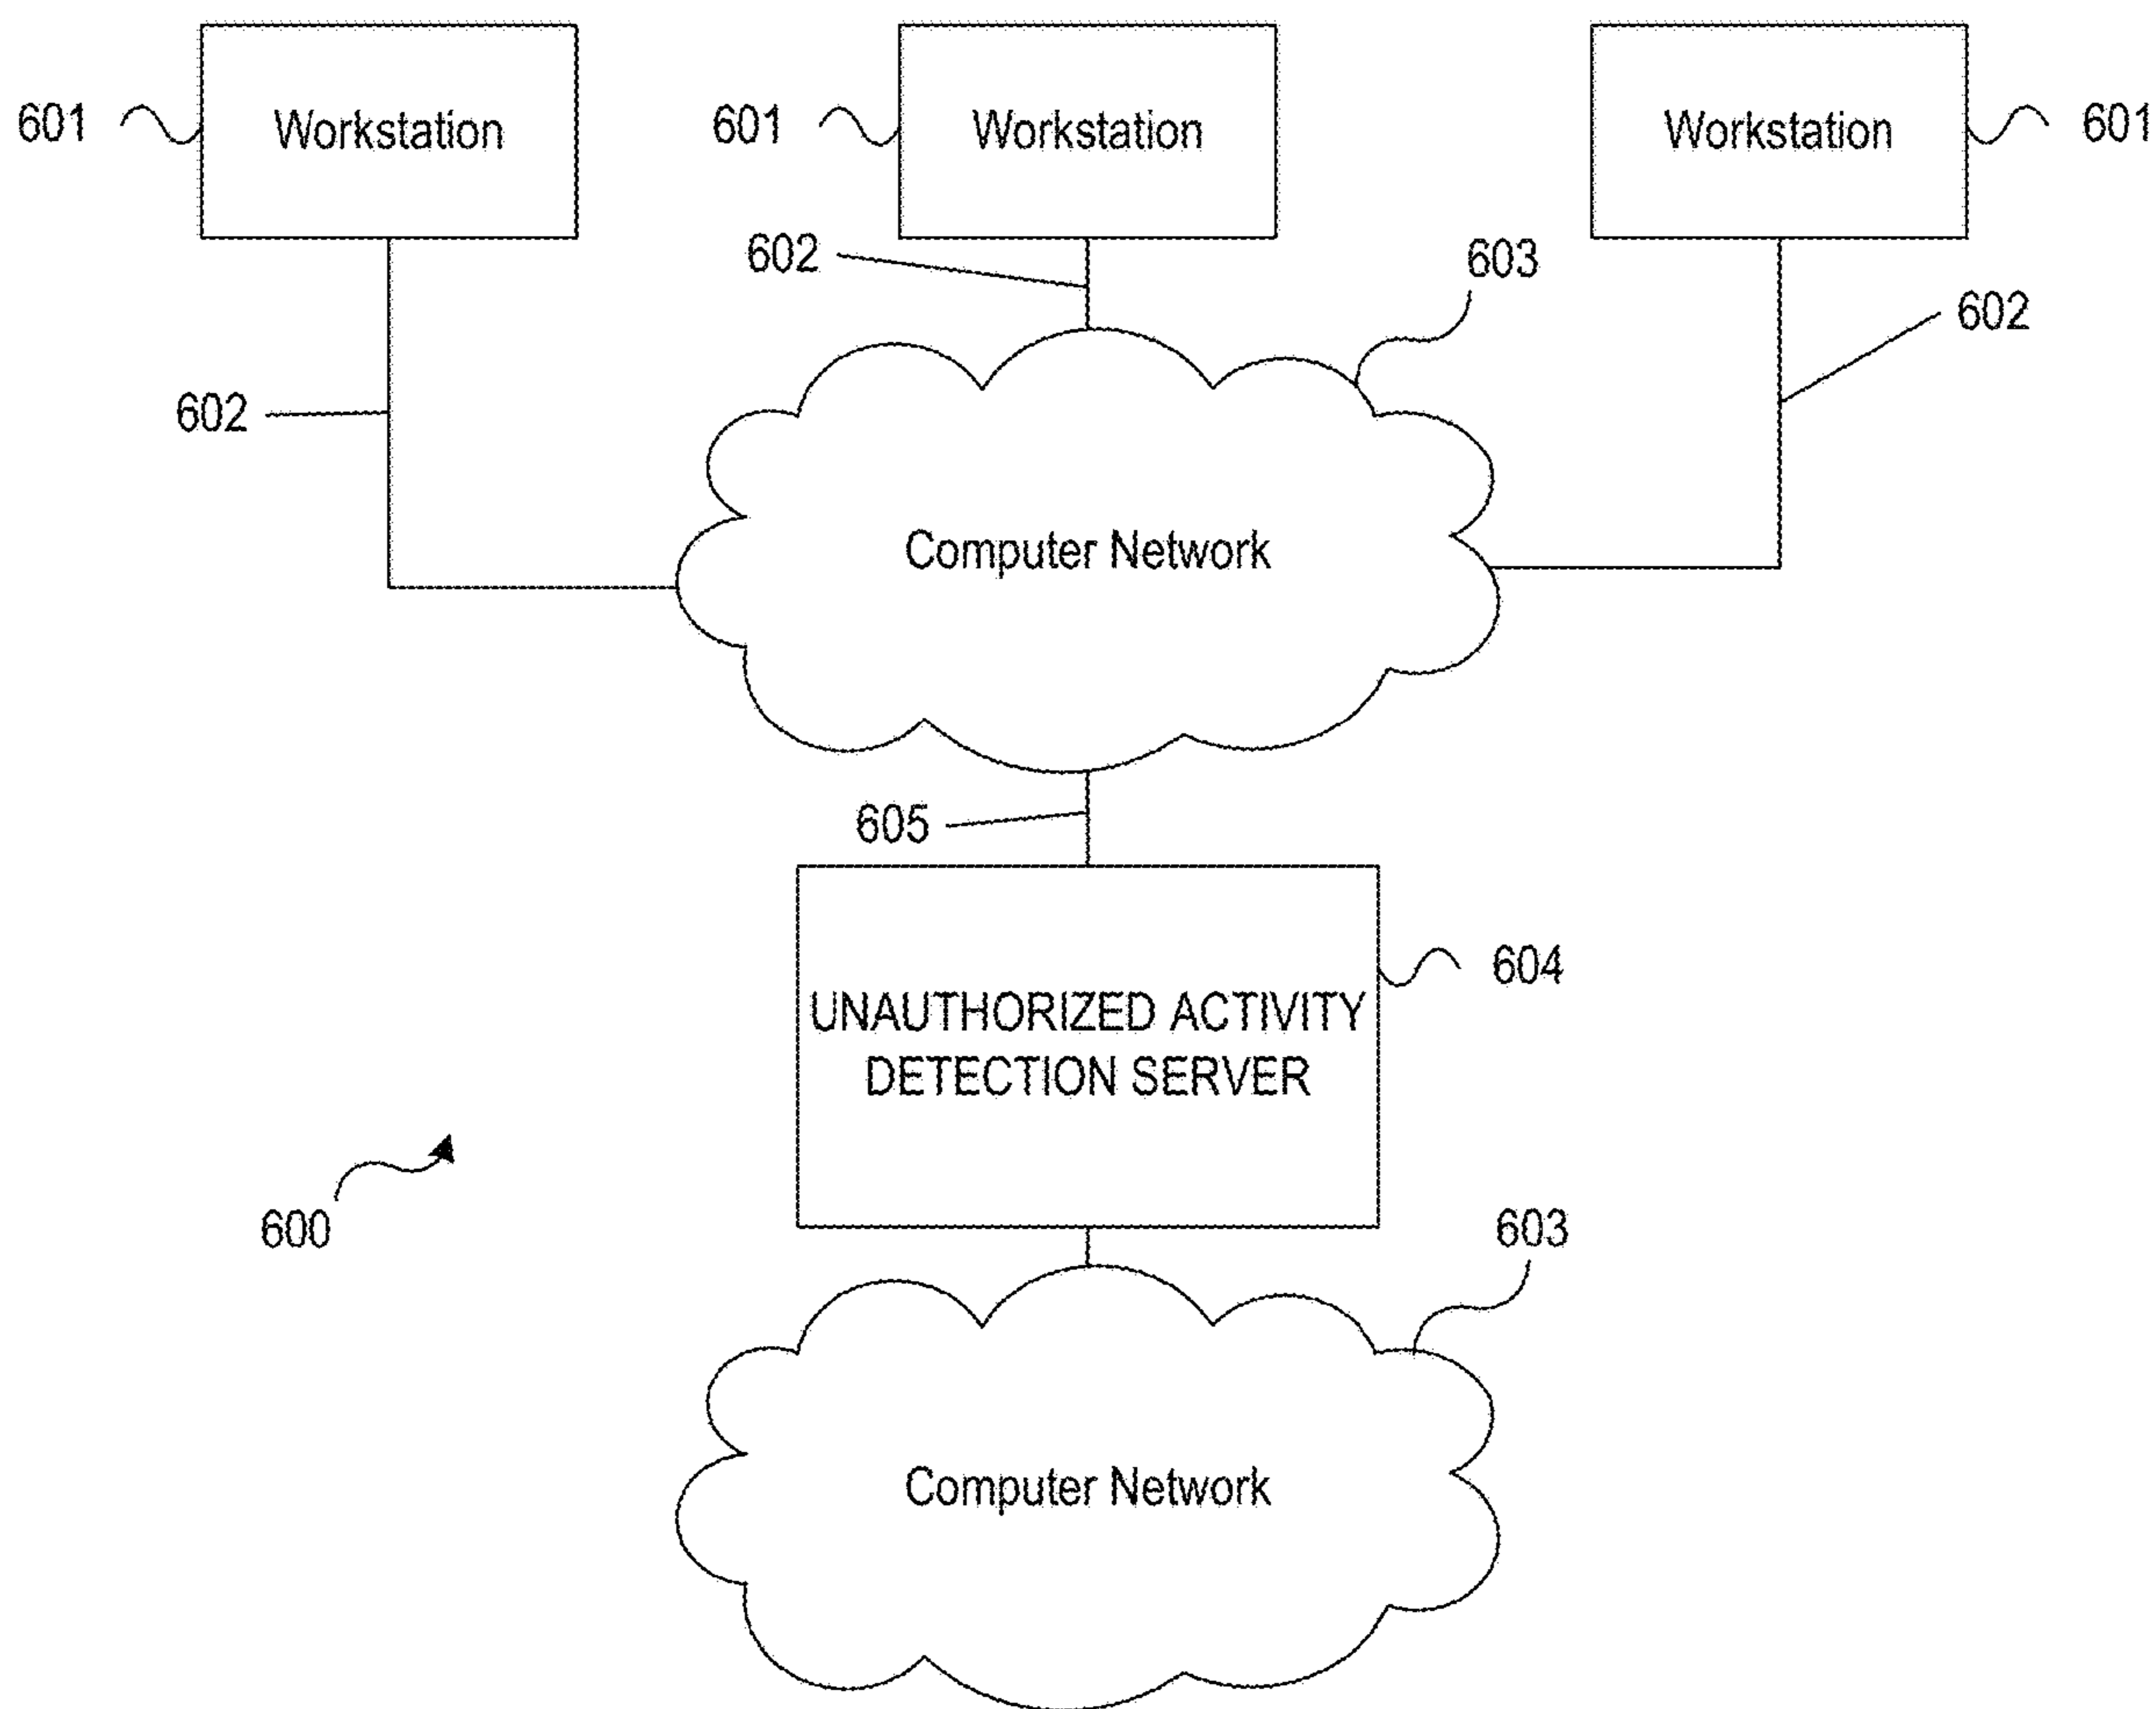 601
Workstation
601
Workstation
Workstation
601
602
603
602
602
Computer Network
605
604
UNAUTHORIZED ACTIVITY
DETECTION SERVER
600
603
Computer Network